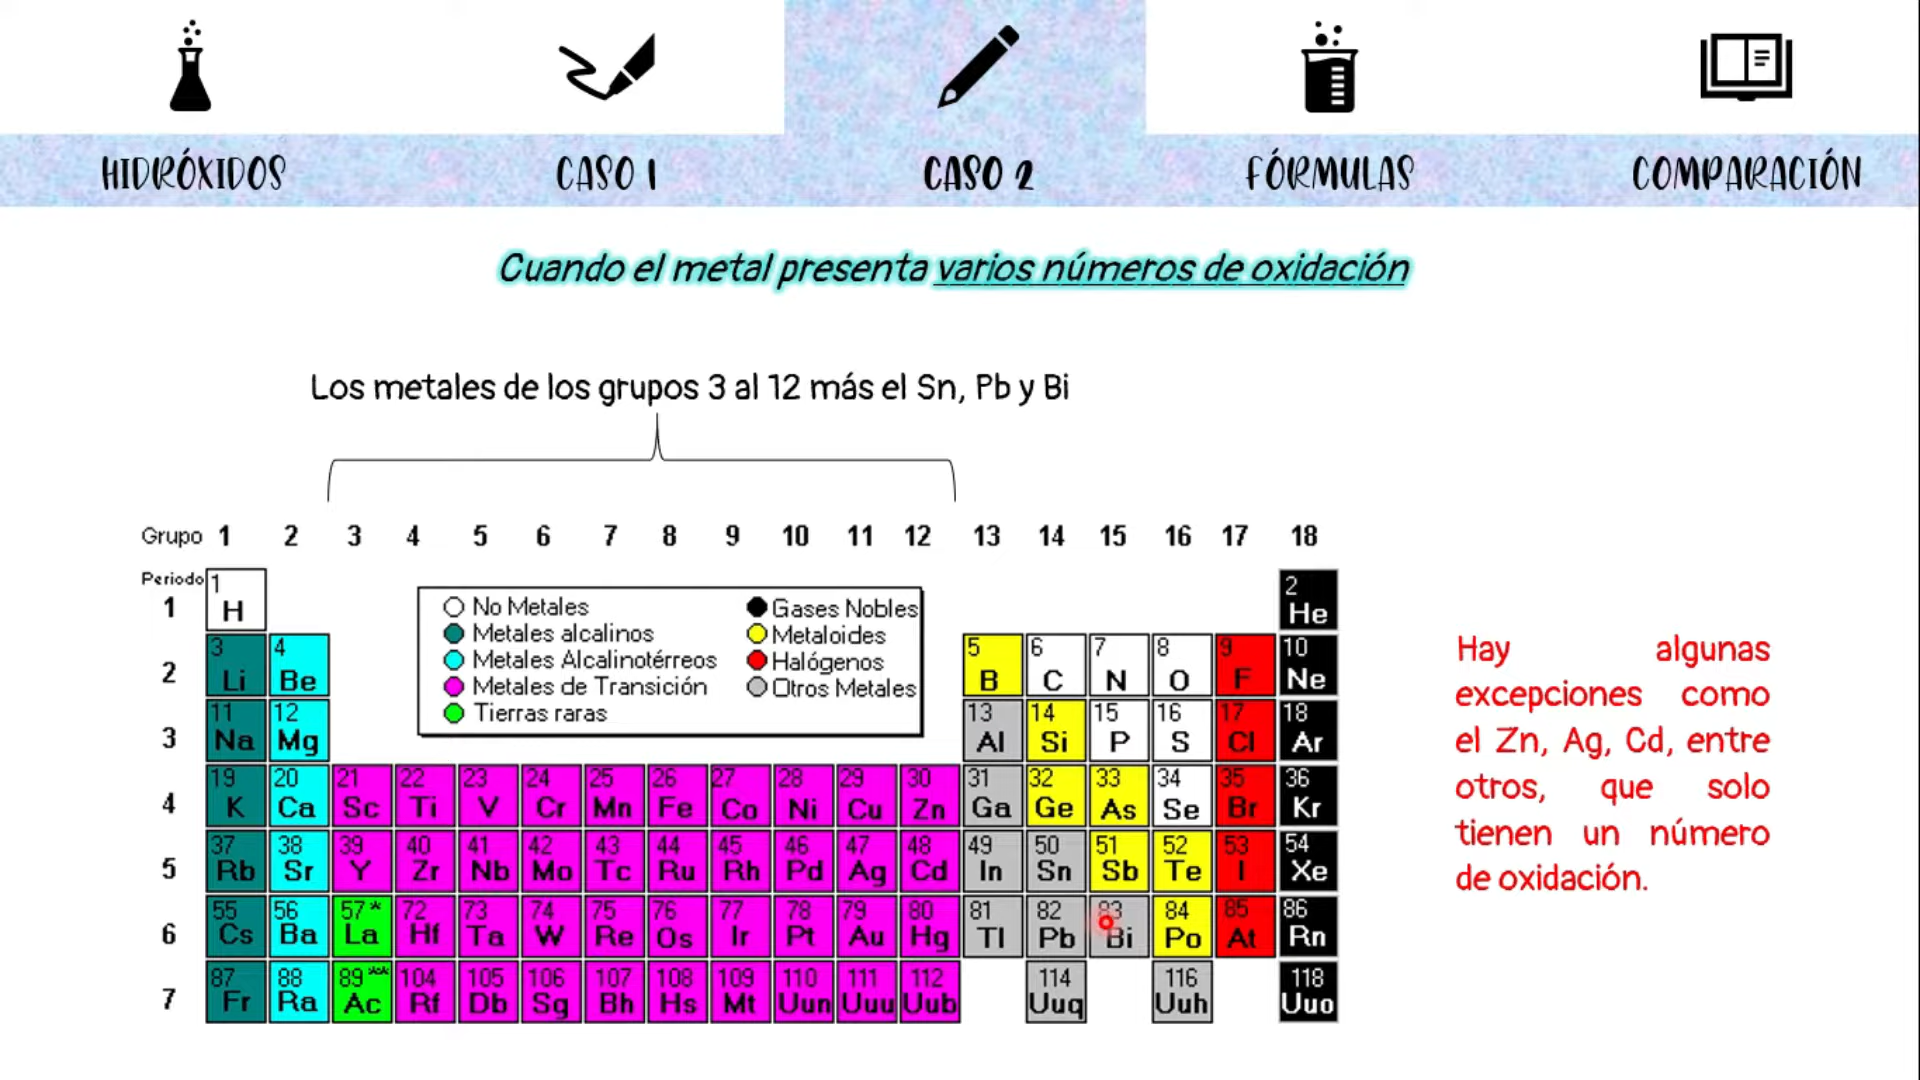 HIDRÓXIDOS CASO 1 CASO 2 FÓRMULAS COMPARACIÓN
Cuando el metal presenta varios números de oxidación
Los metales de los grupos 3 al 12 más el Sn, Pb y Bi
Grupo 1 2 3 4 5 6 7 8 9 10 11 12 13 14 15 16 17 18
Periodo
1 1 H 2 He
No Metales Gases Nobles
Metales alcalinos Metaloides
Metales Alcalinotérreos Halógenos
Metales de Transición Otros Metales
Tierras raras
2 3 Li 4 Be 5 B 6 C 7 N 8 O 9 F 10 Ne
3 11 Na 12 Mg 13 Al 14 Si 15 P 16 S 17 Cl 18 Ar
4 19 K 20 Ca 21 Sc 22 Ti 23 V 24 Cr 25 Mn 26 Fe 27 Co 28 Ni 29 Cu 30 Zn 31 Ga 32 Ge 33 As 34 Se 35 Br 36 Kr
5 37 Rb 38 Sr 39 Y 40 Zr 41 Nb 42 Mo 43 Tc 44 Ru 45 Rh 46 Pd 47 Ag 48 Cd 49 In 50 Sn 51 Sb 52 Te 53 I 54 Xe
6 55 Cs 56 Ba 57 * La 72 Hf 73 Ta 74 W 75 Re 76 Os 77 Ir 78 Pt 79 Au 80 Hg 81 Tl 82 Pb 83 Bi 84 Po 85 At 86 Rn
7 87 Fr 88 Ra 89 ** Ac 104 Rf 105 Db 106 Sg 107 Bh 108 Hs 109 Mt 110 Uun 111 Uuu 112 Uub 114 Uuq 116 Uuh 118 Uuo
Hay algunas
excepciones como
el Zn, Ag, Cd, entre
otros, que solo
tienen un número
de oxidación.